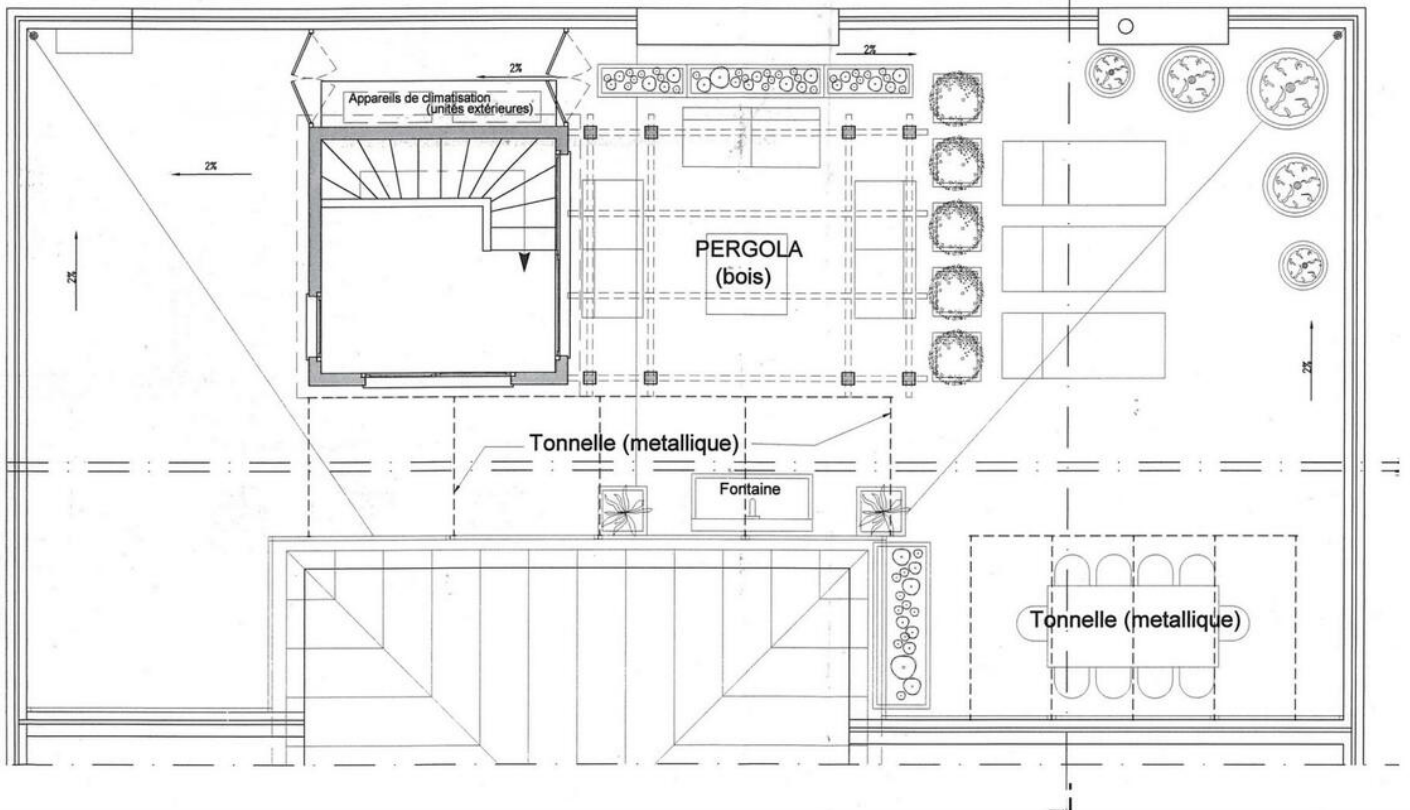 2%
2%
Appareils de climatisation
(unités extérieures)
2%
2%
PERGOLA
(bois)
2%
Tonnelle (metallique)
Fontaine
Tonnelle (metallique)